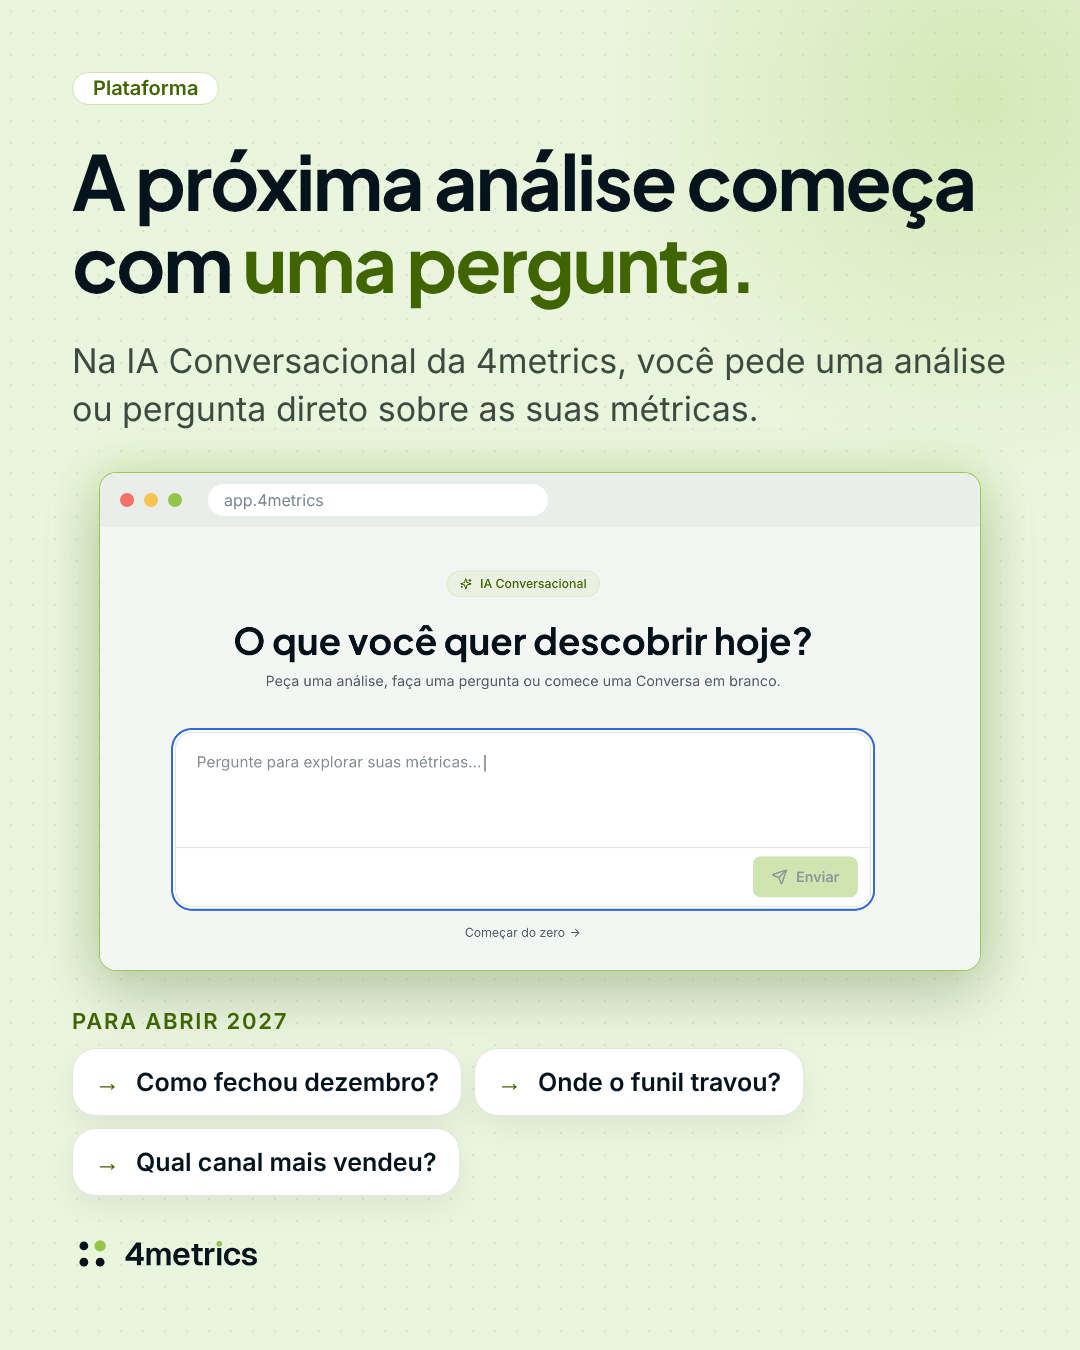 Plataforma
A próxima análise começa
com uma pergunta.
Na IA Conversacional da 4metrics, você pede uma análise
ou pergunta direto sobre as suas métricas.
app.4metrics
IA Conversacional
O que você quer descobrir hoje?
Peça uma análise, faça uma pergunta ou comece uma Conversa em branco.
Pergunte para explorar suas métricas...
Enviar
Começar do zero →
PARA ABRIR 2027
→ Como fechou dezembro?
→ Onde o funil travou?
→ Qual canal mais vendeu?
4metrics